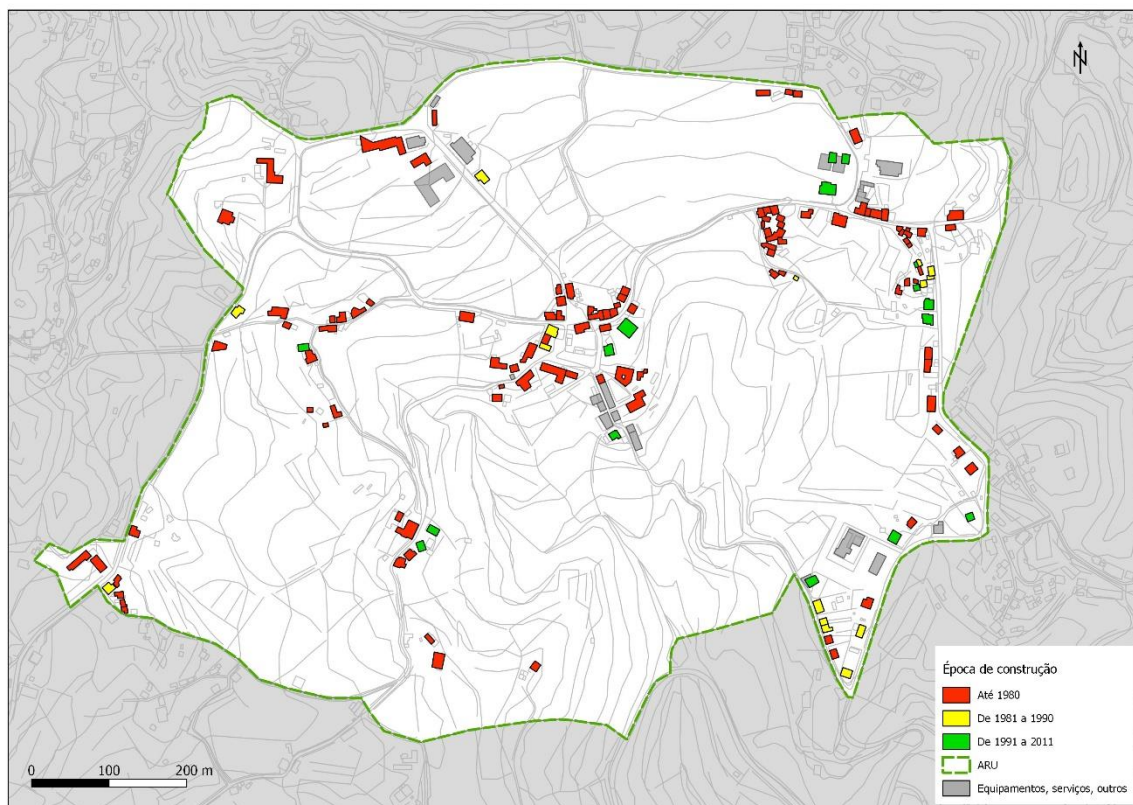 N
Época de construção
Até 1980
De 1981 a 1990
De 1991 a 2011
ARU
Equipamentos, serviços, outros
0 100 200 m